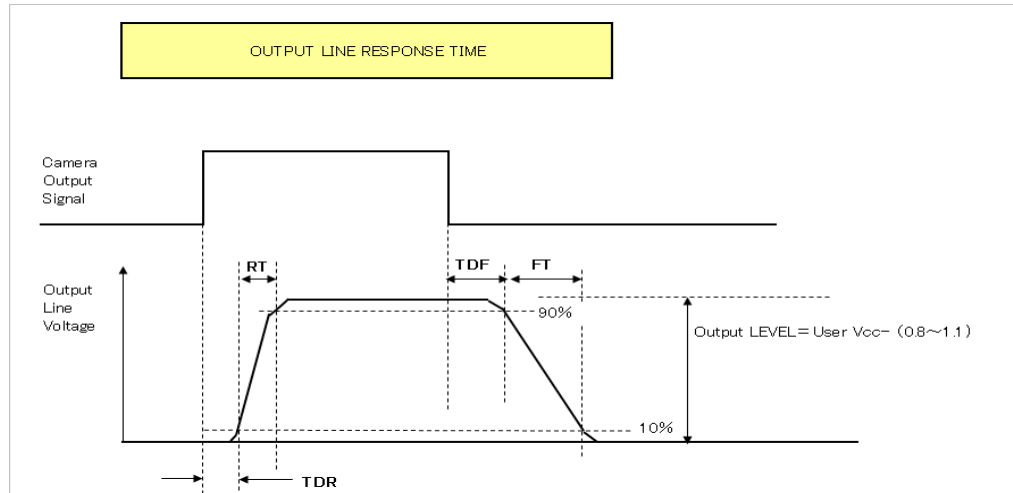 OUTPUT LINE RESPONSE TIME
Camera
Output
Signal
RT
TDF
FT
Output
Line
Voltage
90%
Output LEVEL=User Vcc-(0.8~1.1)
10%
TDR